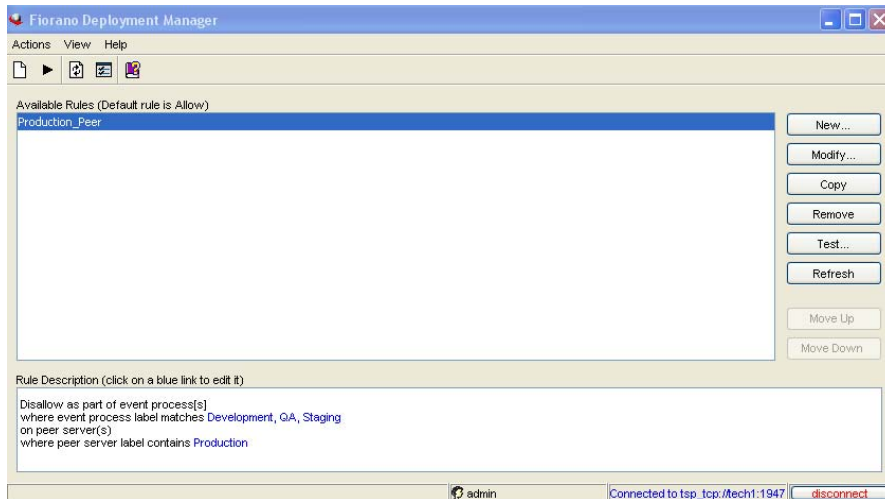 Fiorano Deployment Manager
Actions View Help
Available Rules (Default rule is Allow)
Production_Peer
New...
Modify...
Copy
Remove
Test...
Refresh
Move Up
Move Down
Rule Description (click on a blue link to edit it)
Disallow as part of event process[s]
where event process label matches Development, QA, Staging
on peer server(s)
where peer server label contains Production
admin
Connected to tsp_tcp://tech1:1947
disconnect